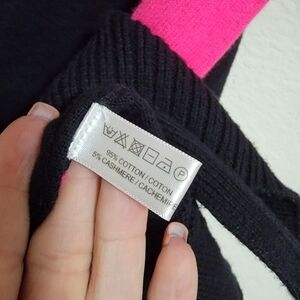 P
95% COTTON / COTON
5% CASHMERE / CACHEMIRE